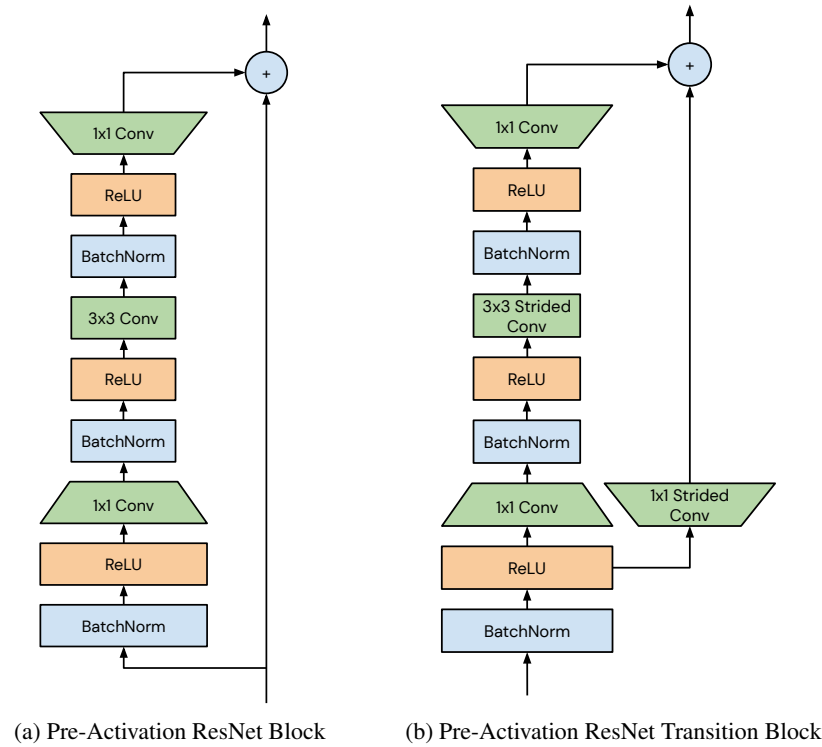 +
1x1 Conv
ReLU
BatchNorm
3x3 Conv
ReLU
BatchNorm
1x1 Conv
ReLU
BatchNorm
(a) Pre-Activation ResNet Block
+
1x1 Conv
ReLU
BatchNorm
3x3 Strided
Conv
ReLU
BatchNorm
1x1 Conv
1x1 Strided
Conv
ReLU
BatchNorm
(b) Pre-Activation ResNet Transition Block